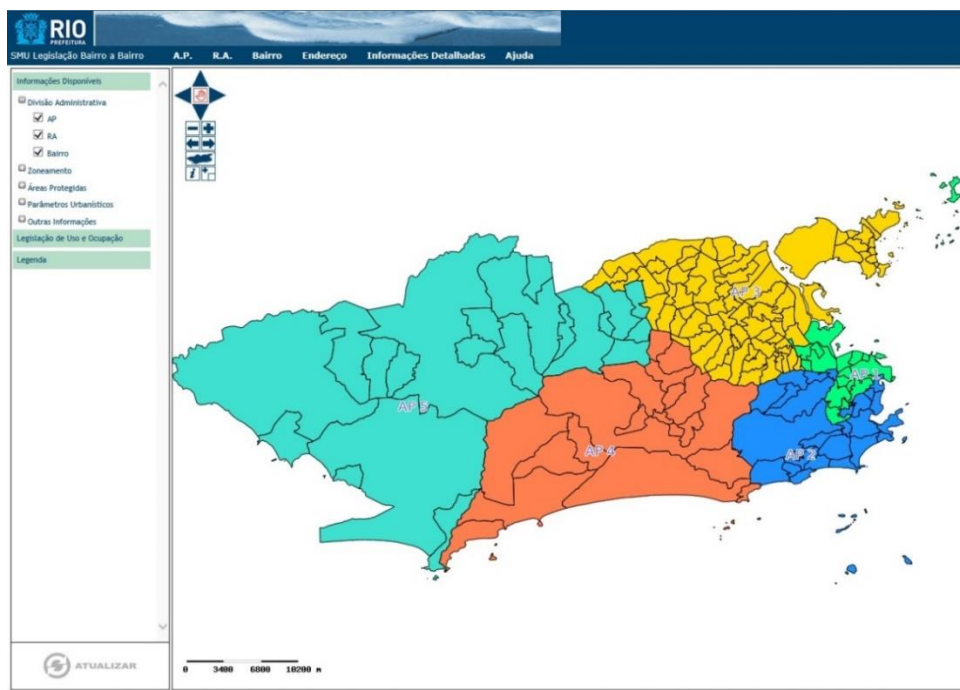 RIO
PREFEITURA
SMU Legislação Bairro a Bairro
A.P. R.A. Bairro Endereço Informações Detalhadas Ajuda
Informações Disponíveis
Divisão Administrativa
AP
RA
Bairro
Zoneamento
Áreas Protegidas
Parâmetros Urbanísticos
Outras Informações
Legislação de Uso e Ocupação
Legenda
AP 3
AP 1
AP 5
AP 4
AP 2
ATUALIZAR
0 3400 6800 10200 m